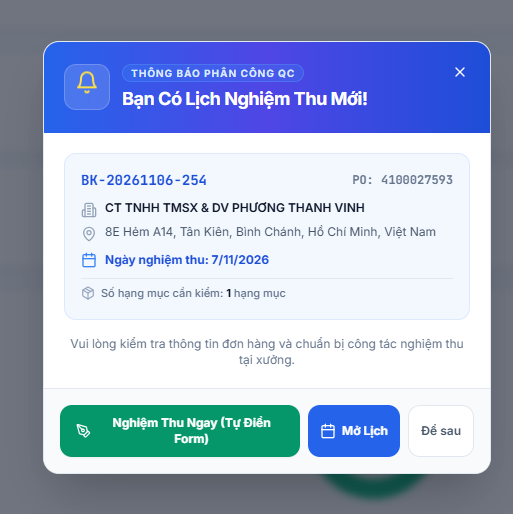 THÔNG BÁO PHÂN CÔNG QC
Bạn Có Lịch Nghiệm Thu Mới!
BK-20261106-254
PO: 4100027593
CT TNHH TMSX & DV PHƯƠNG THANH VINH
8E Hẻm A14, Tân Kiên, Bình Chánh, Hồ Chí Minh, Việt Nam
Ngày nghiệm thu: 7/11/2026
Số hạng mục cần kiểm: 1 hạng mục
Vui lòng kiểm tra thông tin đơn hàng và chuẩn bị công tác nghiệm thu
tại xưởng.
Nghiệm Thu Ngay (Tự Điền
Form)
Mở Lịch
Để sau